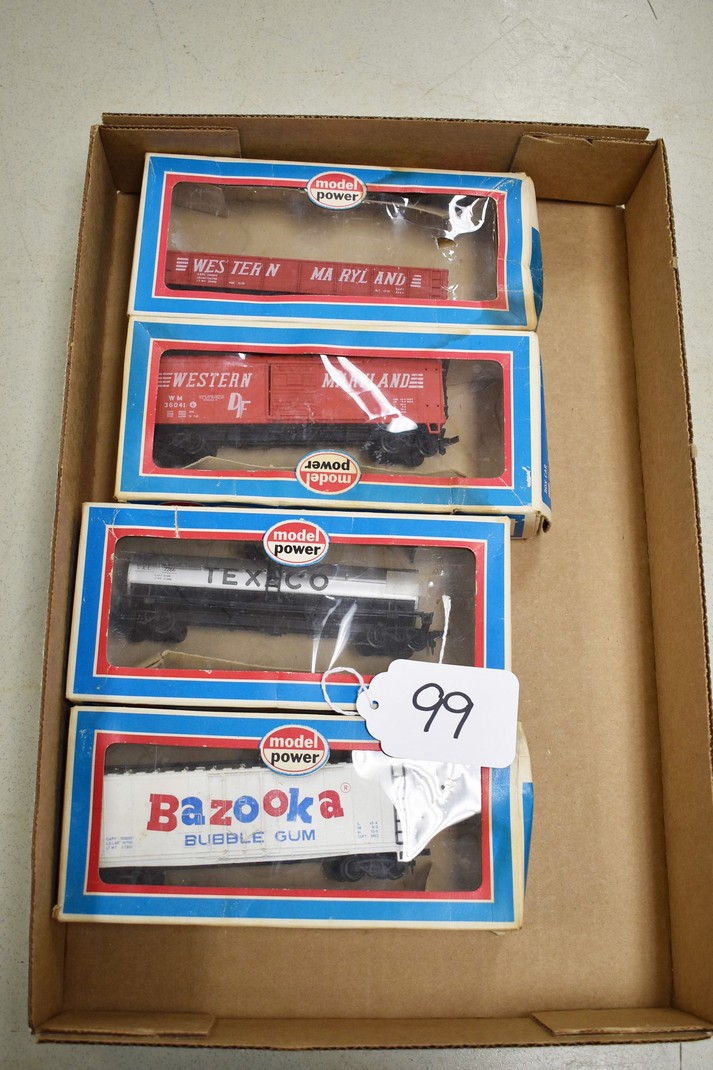 model
power
WESTERN MARYLAND
model
power
WESTERN MARYLAND
WM
36041
DF
model
power
TEXACO
99
model
power
Bazooka ®
BUBBLE GUM